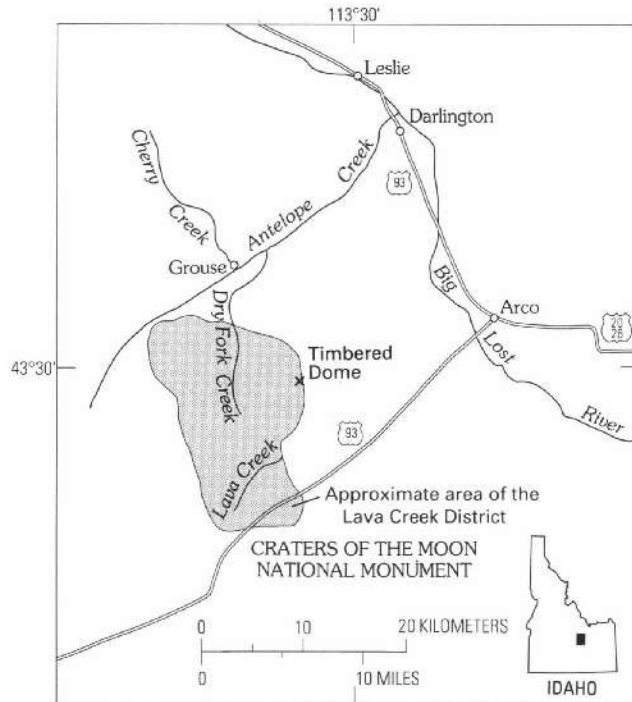 113°30'
Leslie
Darlington
Cherry
Creek
Antelope
Creek
93
Grouse
Big
Lost
River
Arco
20
26
Dry Fork
Creek
43°30'
Timbered
Dome
93
Lava Creek
Approximate area of the
Lava Creek District
CRATERS OF THE MOON
NATIONAL MONUMENT
0 10 20 KILOMETERS
0 10 MILES
IDAHO